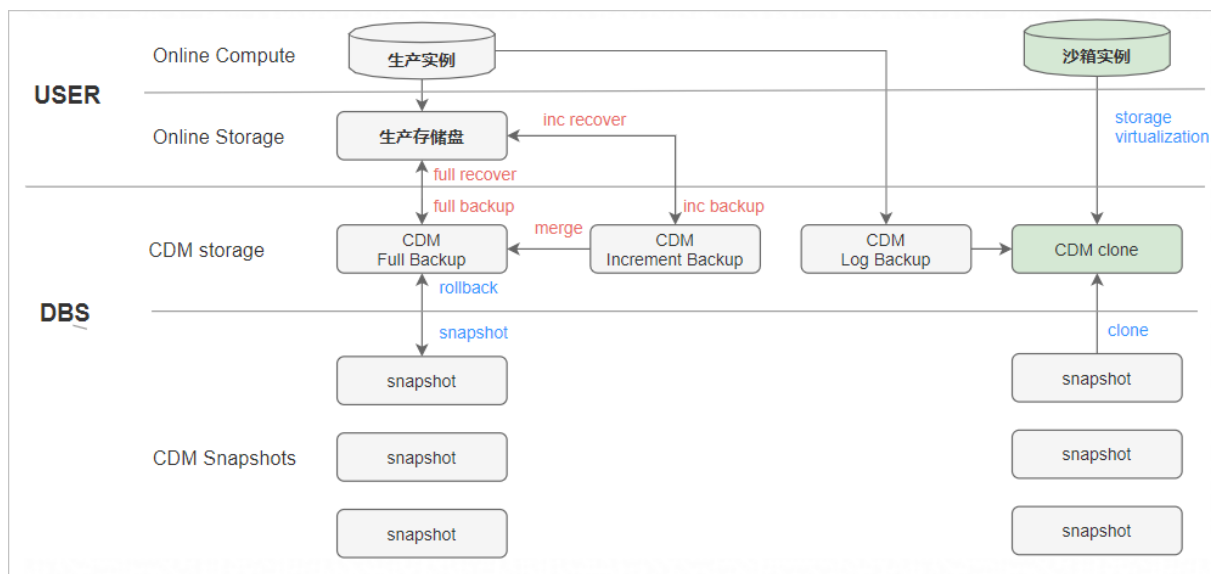 Online Compute
生产实例
沙箱实例
USER
Online Storage
生产存储盘
inc recover
storage
virtualization
full recover
full backup
inc backup
merge
CDM storage
CDM
Full Backup
CDM
Increment Backup
CDM
Log Backup
CDM clone
rollback
DBS
snapshot
clone
snapshot
snapshot
CDM Snapshots
snapshot
snapshot
snapshot
snapshot